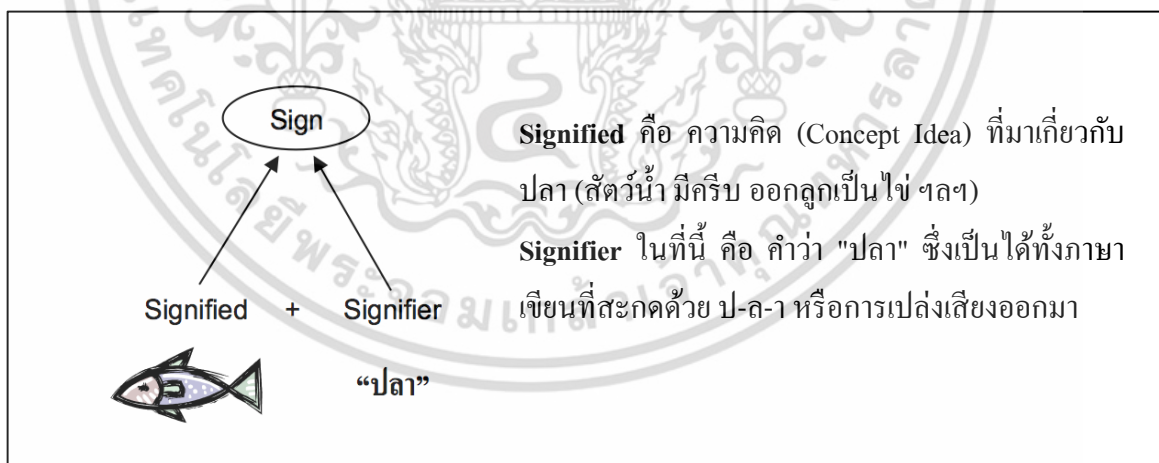 Sign
Signified + Signifier
“ปลา”
Signified คือ ความคิด (Concept Idea) ที่มาเกี่ยวกับ
ปลา (สัตว์น้ำ มีครีบ ออกลูกเป็นไข่ ฯลฯ)
Signifier ในที่นี้ คือ คำว่า "ปลา" ซึ่งเป็นได้ทั้งภาษา
เขียนที่สะกดด้วย ป-ล-า หรือการเปล่งเสียงออกมา